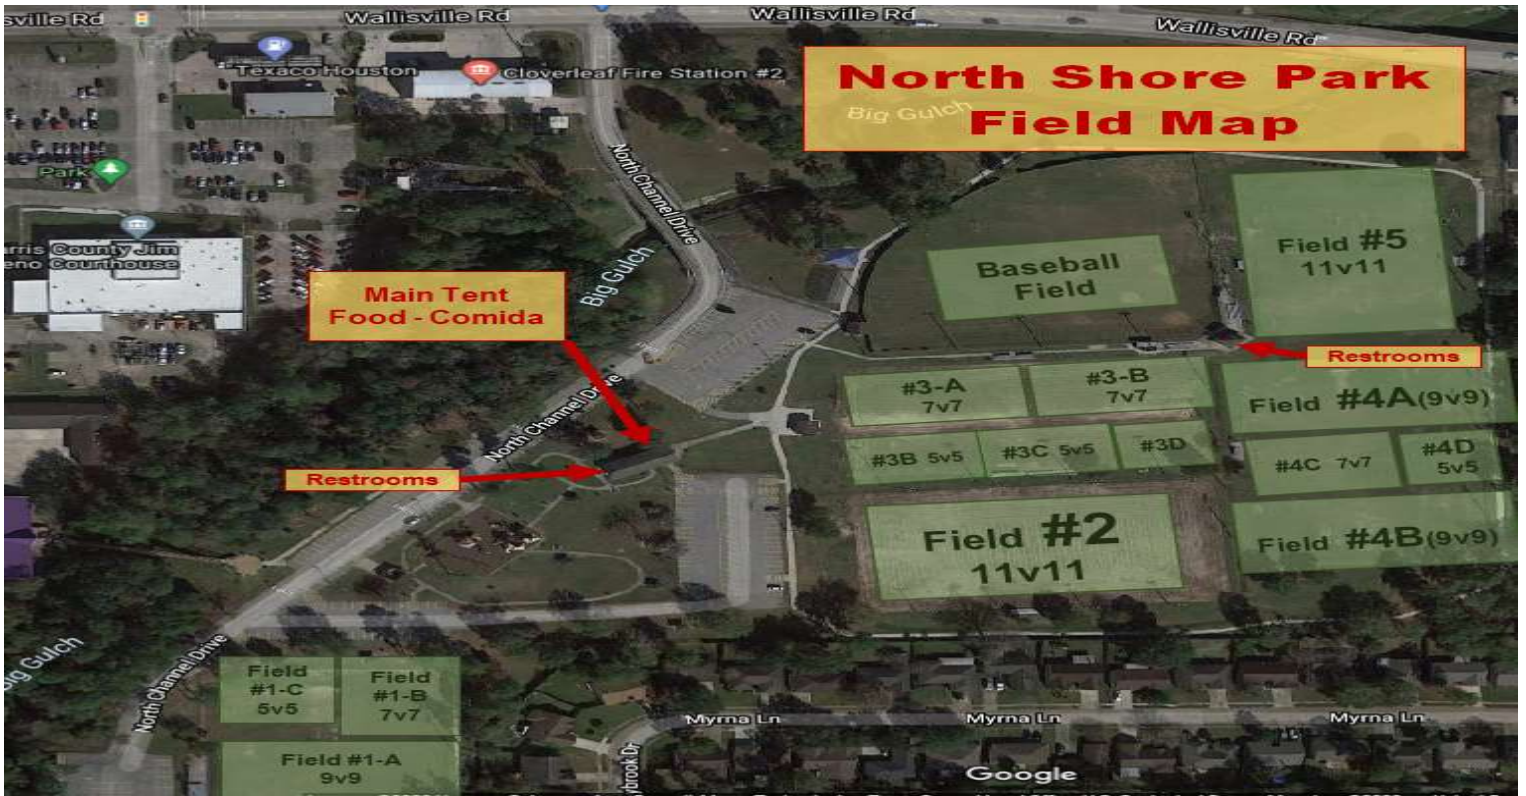 sville Rd
Wallisville Rd
Wallisville Rd
Wallisville Rd
Texaco Houston
Cloverleaf Fire Station #2
North Shore Park
Field Map
Big Gulch
Park
North Channel Drive
arris County Jim
eno Courthouse
Big Gulch
Main Tent
Food - Comida
Baseball
Field
Field #5
11v11
Restrooms
#3-A
7v7
#3-B
7v7
Field #4A(9v9)
North Channel Drive
#3B 5v5
#3C 5v5
#3D
#4C 7v7
#4D
5v5
Restrooms
Field #2
11v11
Field #4B(9v9)
Big Gulch
North Channel Drive
Field
#1-C
5v5
Field
#1-B
7v7
Myrna Ln
Myrna Ln
Myrna Ln
Field #1-A
9v9
ybrook Dr
Google